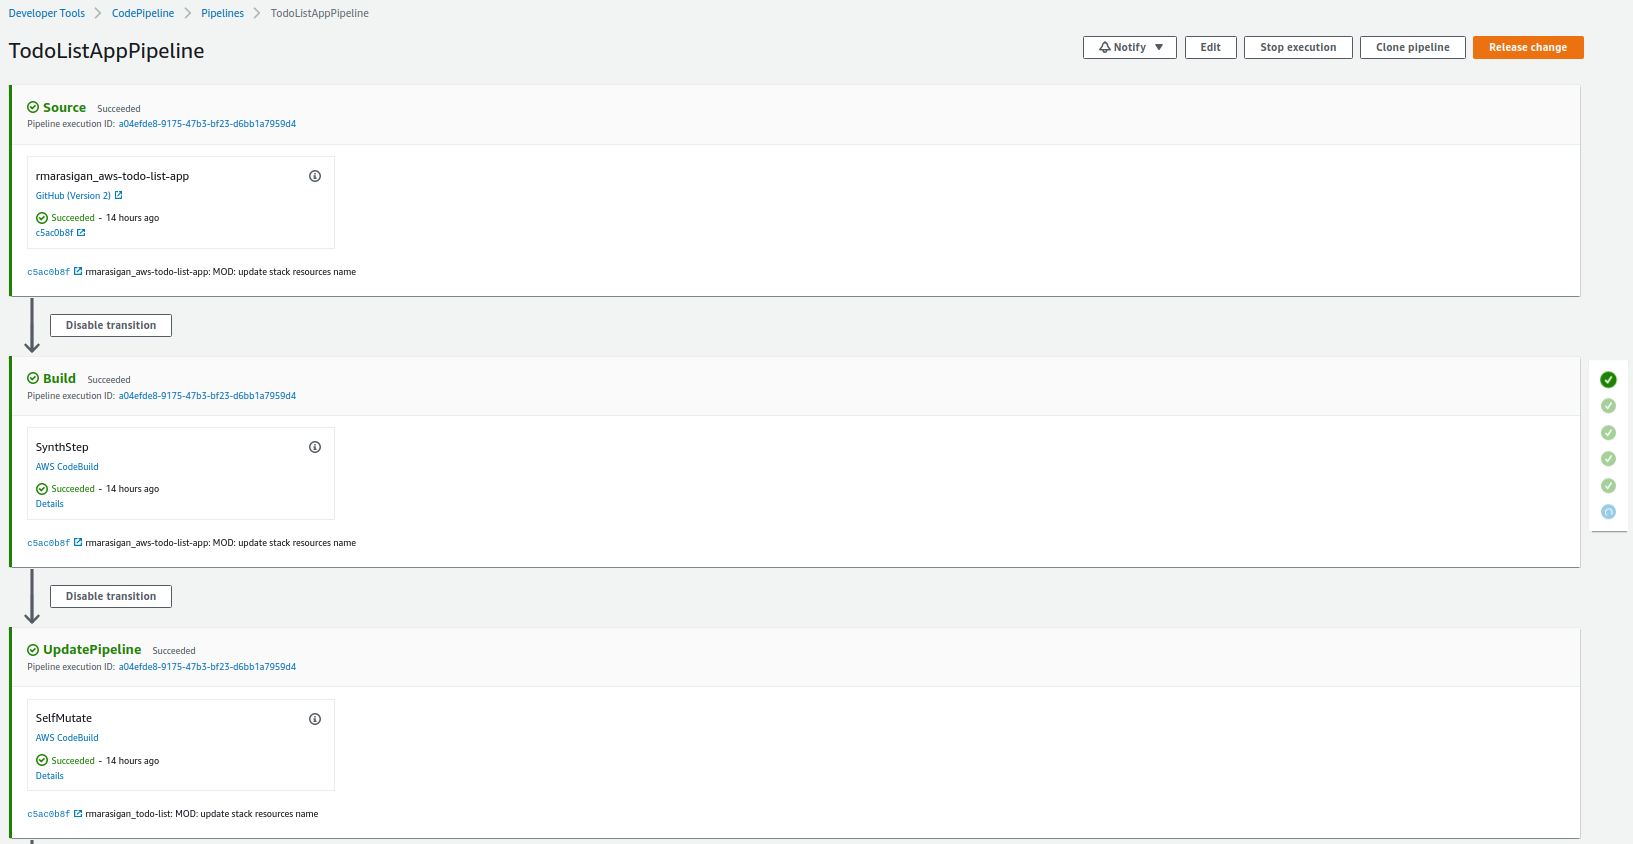 Developer Tools > CodePipeline > Pipelines > TodoListAppPipeline
TodoListAppPipeline
Notify ▼ Edit Stop execution Clone pipeline Release change
Source Succeeded
Pipeline execution ID: a04efde8-9175-47b3-bf23-d6bb1a7959d4
rmarasigan_aws-todo-list-app
GitHub (Version 2)
Succeeded - 14 hours ago
c5ac0b8f
c5ac0b8f rmarasigan_aws-todo-list-app: MOD: update stack resources name
Disable transition
Build Succeeded
Pipeline execution ID: a04efde8-9175-47b3-bf23-d6bb1a7959d4
SynthStep
AWS CodeBuild
Succeeded - 14 hours ago
Details
c5ac0b8f rmarasigan_aws-todo-list-app: MOD: update stack resources name
Disable transition
UpdatePipeline Succeeded
Pipeline execution ID: a04efde8-9175-47b3-bf23-d6bb1a7959d4
SelfMutate
AWS CodeBuild
Succeeded - 14 hours ago
Details
c5ac0b8f rmarasigan_todo-list: MOD: update stack resources name